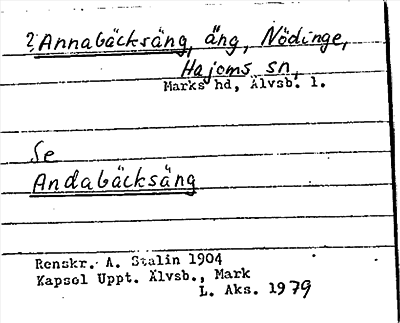 ? Annabäcksäng, äng, Nödinge,
Hajoms sn,
Marks hd, Älvsb. l.
Se
Andabäcksäng
Renskr. A. Stalin 1904
Kapsol Uppt. Älvsb., Mark
L. Aks. 1979